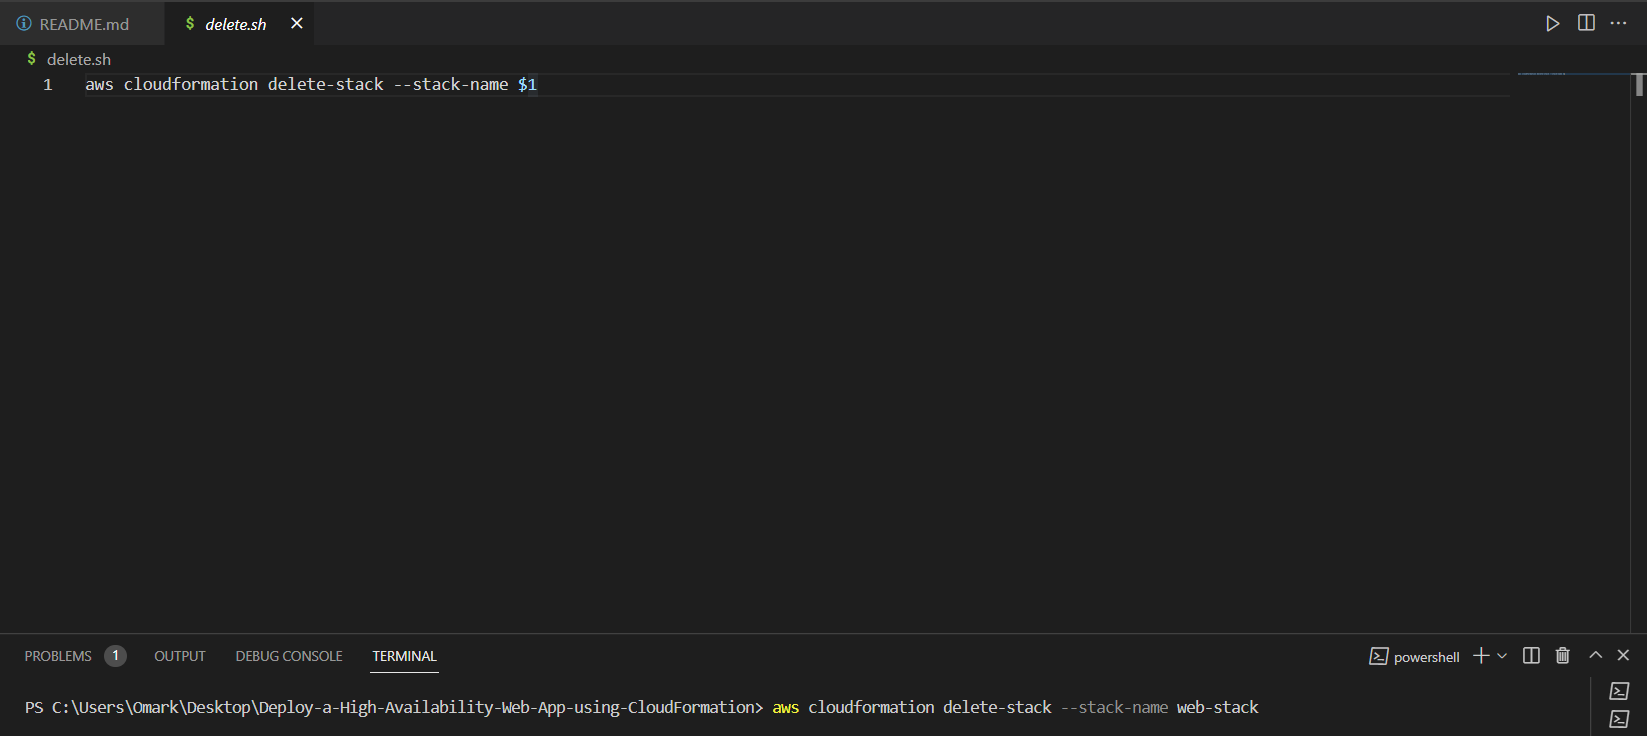 README.md
$ delete.sh
$ delete.sh
1 aws cloudformation delete-stack --stack-name $1
PROBLEMS 1 OUTPUT DEBUG CONSOLE TERMINAL powershell
PS C:\Users\Omark\Desktop\Deploy-a-High-Availability-Web-App-using-CloudFormation> aws cloudformation delete-stack --stack-name web-stack